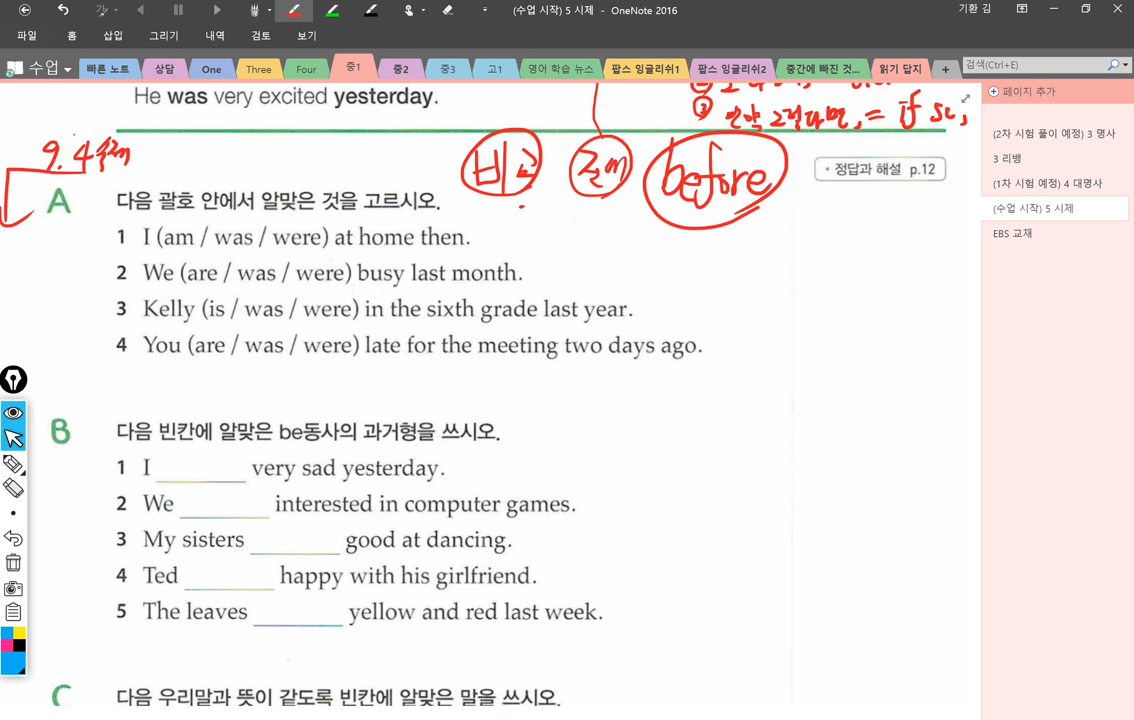 (수업 시작) 5 시제 - OneNote 2016
기환 김
파일 홈 삽입 그리기 내역 검토 보기
수업 빠른 노트 상담 One Three Four 중1 중2 중3 고1 영어 학습 뉴스 팝스 잉글리쉬1 팝스 잉글리쉬2 중간에 빠진 것... 읽기 답지 + 검색(Ctrl+E)
페이지 추가
(2차 시험 풀이 예정) 3 명사
3 리뱅
(1차 시험 예정) 4 대명사
(수업 시작) 5 시제
EBS 교재
He was very excited yesterday.
③ 만약 그렇다면, = if so,
9. 4
before
• 정답과 해설 p.12
A 다음 괄호 안에서 알맞은 것을 고르시오.
1 I (am / was / were) at home then.
2 We (are / was / were) busy last month.
3 Kelly (is / was / were) in the sixth grade last year.
4 You (are / was / were) late for the meeting two days ago.
B 다음 빈칸에 알맞은 be동사의 과거형을 쓰시오.
1 I ________ very sad yesterday.
2 We ________ interested in computer games.
3 My sisters ________ good at dancing.
4 Ted ________ happy with his girlfriend.
5 The leaves ________ yellow and red last week.
C 다음 우리말과 뜻이 같도록 빈칸에 알맞은 말을 쓰시오.